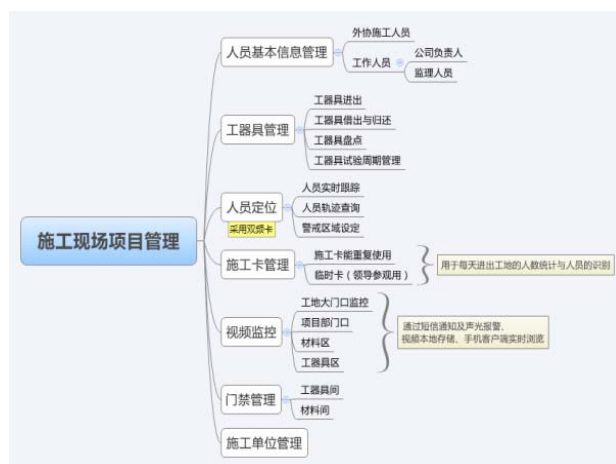 施工现场项目管理
人员基本信息管理
外协施工人员
工作人员
公司负责人
监理人员
工器具管理
工器具进出
工器具借出与归还
工器具盘点
工器具试验周期管理
人员定位
采用双频卡
人员实时跟踪
人员轨迹查询
警戒区域设定
施工卡管理
施工卡能重复使用
临时卡（领导参观用）
用于每天进出工地的人数统计与人员的识别
视频监控
工地大门口监控
项目部门口
材料区
工器具区
通过短信通知及声光报警、
视频本地存储、手机客户端实时浏览
门禁管理
工器具间
材料间
施工单位管理